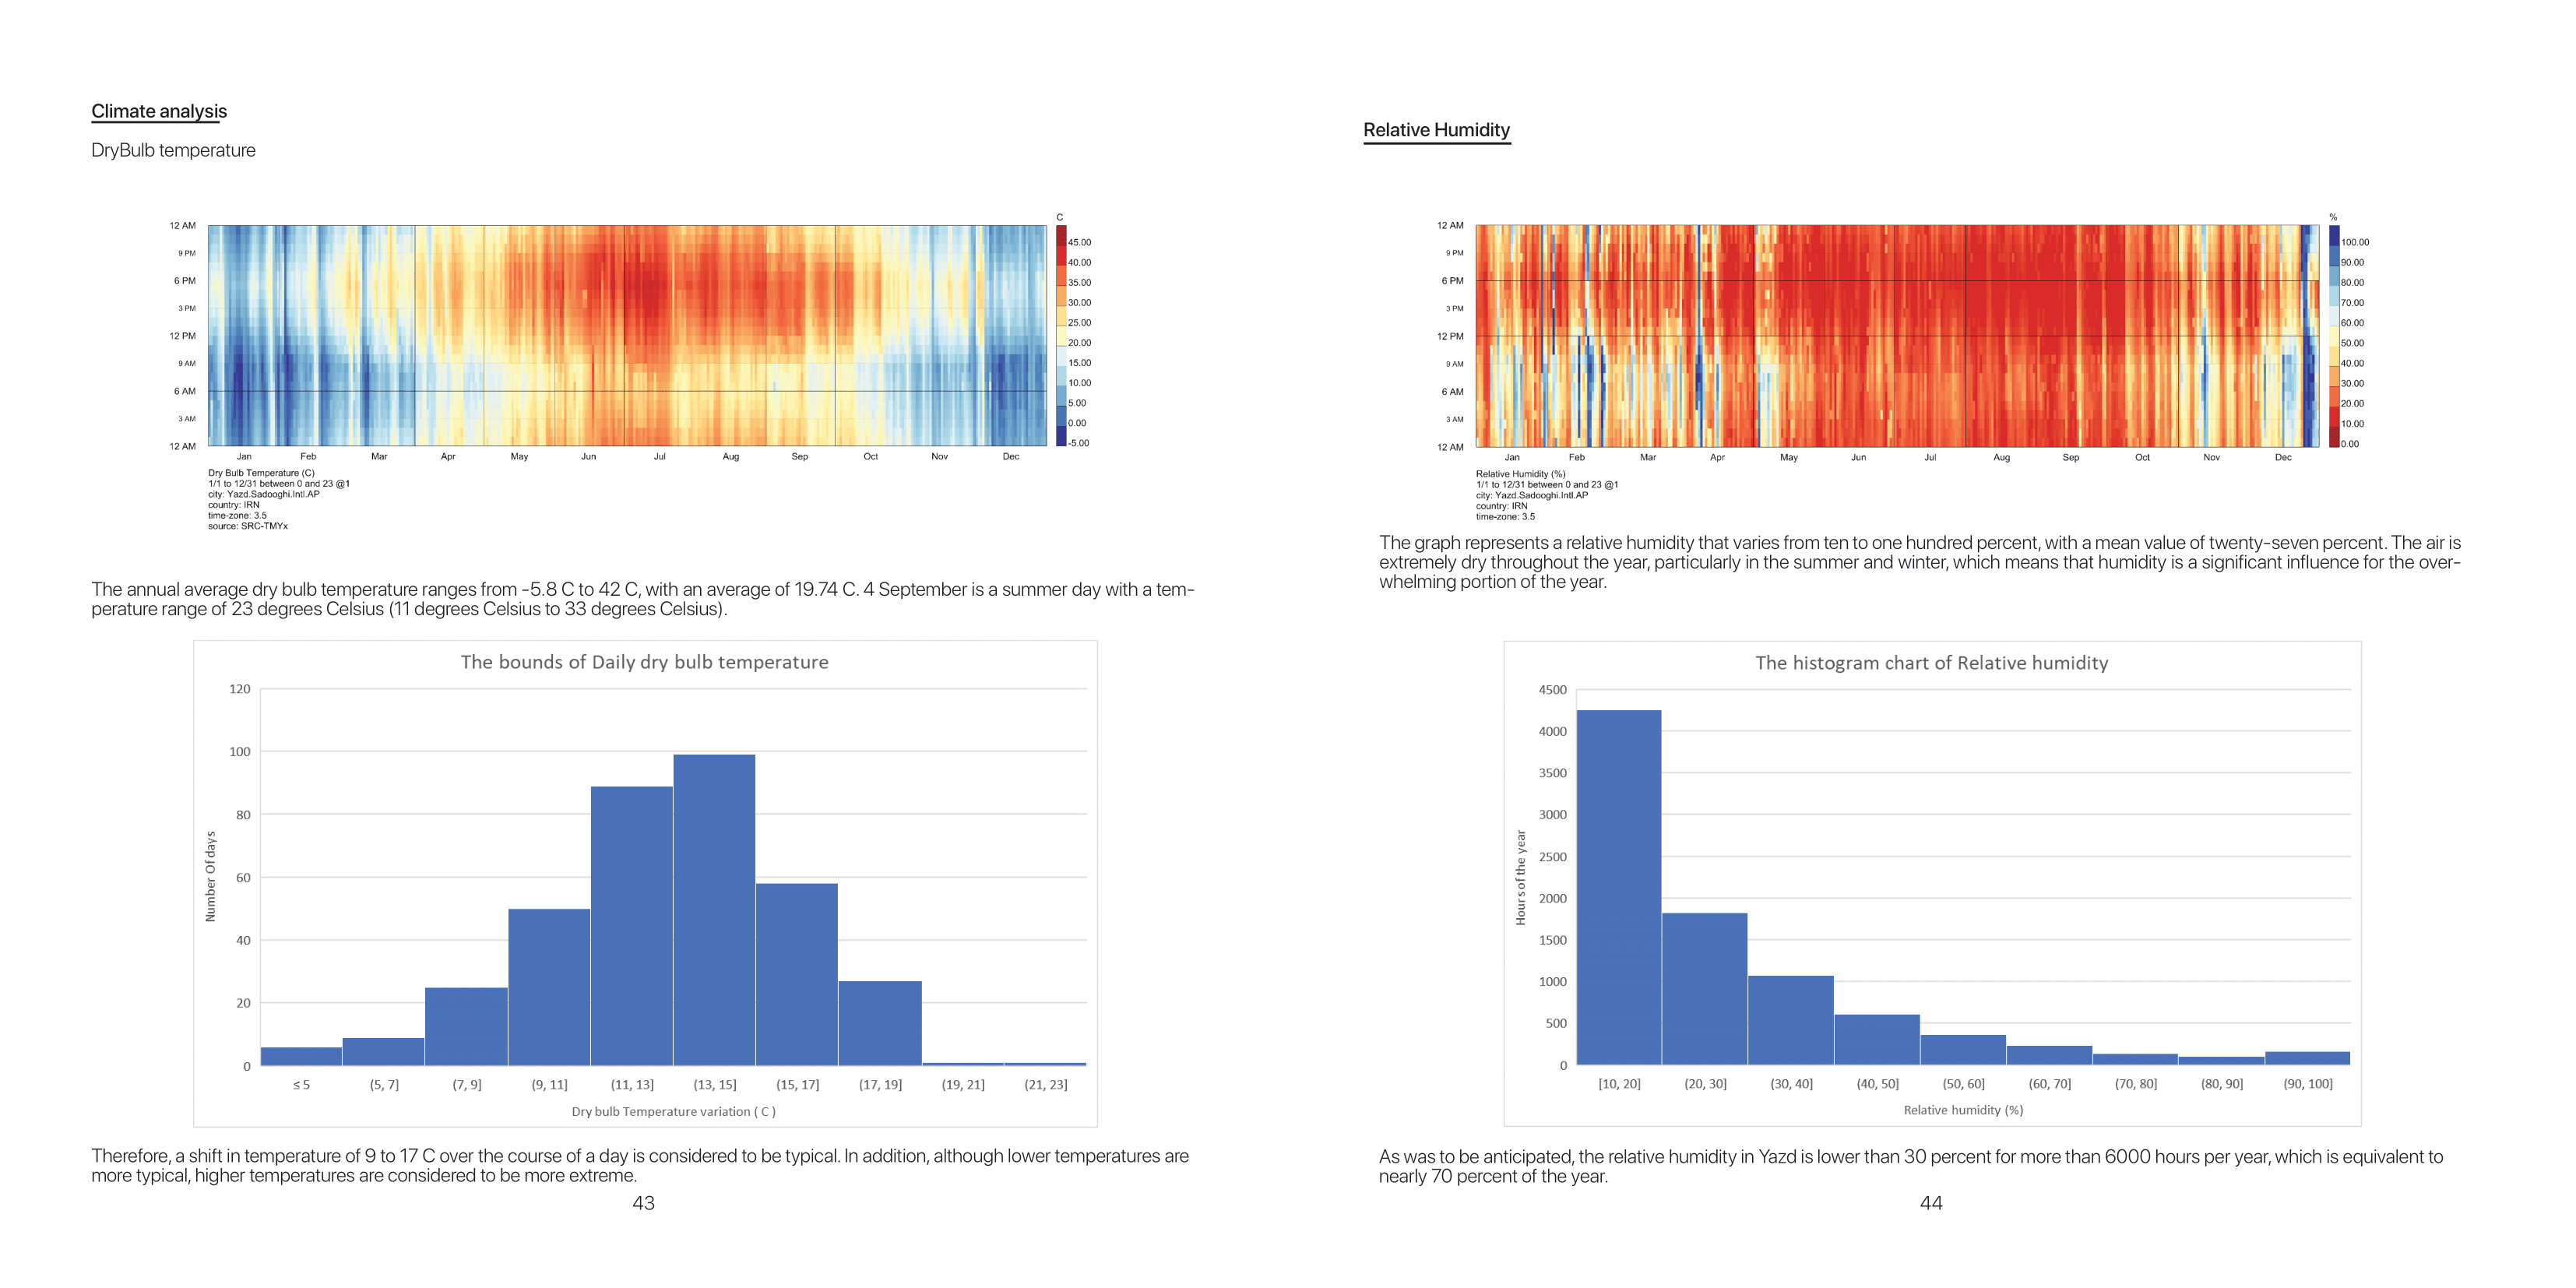 Climate analysis
DryBulb temperature
C
12 AM
9 PM
6 PM
3 PM
12 PM
9 AM
6 AM
3 AM
12 AM
45.00
40.00
35.00
30.00
25.00
20.00
15.00
10.00
5.00
0.00
-5.00
Jan Feb Mar Apr May Jun Jul Aug Sep Oct Nov Dec
Dry Bulb Temperature (C)
1/1 to 12/31 between 0 and 23 @1
city: Yazd.Sadooghi.Intl.AP
country: IRN
time-zone: 3.5
source: SRC-TMYx
The annual average dry bulb temperature ranges from -5.8 C to 42 C, with an average of 19.74 C. 4 September is a summer day with a tem-
perature range of 23 degrees Celsius (11 degrees Celsius to 33 degrees Celsius).
The bounds of Daily dry bulb temperature
120
100
80
60
40
20
0
Number Of days
≤ 5 (5, 7] (7, 9] (9, 11] (11, 13] (13, 15] (15, 17] (17, 19] (19, 21] (21, 23]
Dry bulb Temperature variation ( C )
Therefore, a shift in temperature of 9 to 17 C over the course of a day is considered to be typical. In addition, although lower temperatures are
more typical, higher temperatures are considered to be more extreme.
43
Relative Humidity
%
12 AM
9 PM
6 PM
3 PM
12 PM
9 AM
6 AM
3 AM
12 AM
100.00
90.00
80.00
70.00
60.00
50.00
40.00
30.00
20.00
10.00
0.00
Jan Feb Mar Apr May Jun Jul Aug Sep Oct Nov Dec
Relative Humidity (%)
1/1 to 12/31 between 0 and 23 @1
city: Yazd.Sadooghi.Intl.AP
country: IRN
time-zone: 3.5
The graph represents a relative humidity that varies from ten to one hundred percent, with a mean value of twenty-seven percent. The air is
extremely dry throughout the year, particularly in the summer and winter, which means that humidity is a significant influence for the over-
whelming portion of the year.
The histogram chart of Relative humidity
4500
4000
3500
3000
2500
2000
1500
1000
500
0
Hours of the year
[10, 20] (20, 30] (30, 40] (40, 50] (50, 60] (60, 70] (70, 80] (80, 90] (90, 100]
Relative humidity (%)
As was to be anticipated, the relative humidity in Yazd is lower than 30 percent for more than 6000 hours per year, which is equivalent to
nearly 70 percent of the year.
44